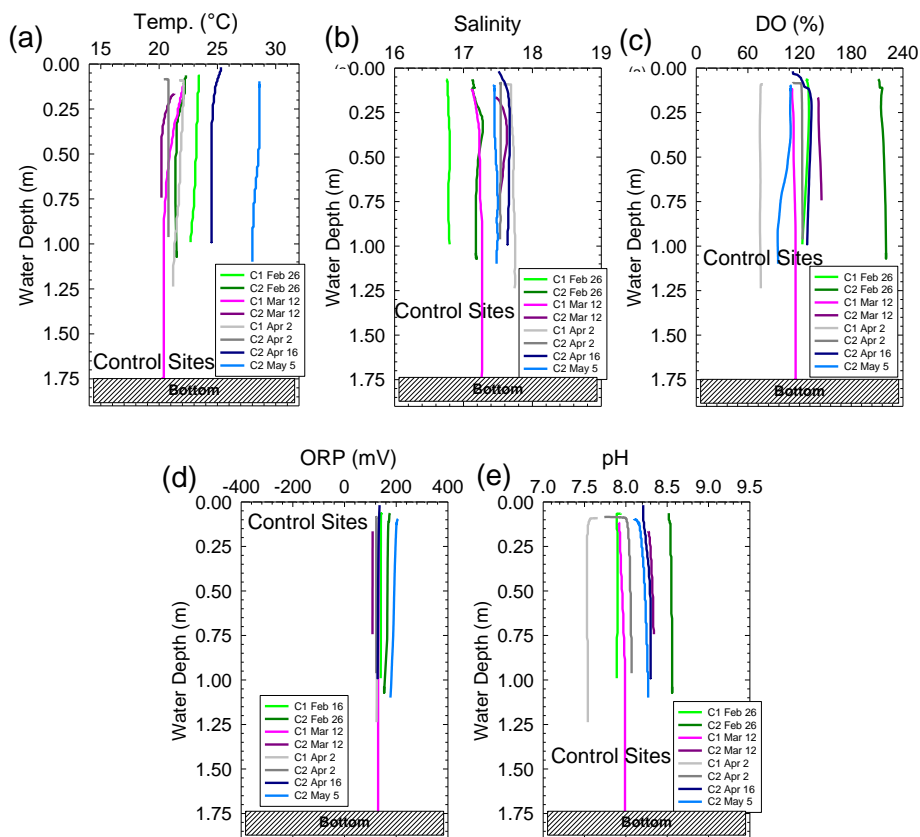 (a)
Temp. (°C)
15 20 25 30
0.00
0.25
0.50
0.75
1.00
1.25
1.50
1.75
Water Depth (m)
C1 Feb 26
C2 Feb 26
C1 Mar 12
C2 Mar 12
C1 Apr 2
C2 Apr 2
C2 Apr 16
C2 May 5
Control Sites
Bottom
(b)
Salinity
16 17 18 19
0.00
0.25
0.50
0.75
1.00
1.25
1.50
1.75
Water Depth (m)
Control Sites
C1 Feb 26
C2 Feb 26
C1 Mar 12
C2 Mar 12
C1 Apr 2
C2 Apr 2
C2 Apr 16
C2 May 5
Bottom
(c)
DO (%)
0 60 120 180 240
0.00
0.25
0.50
0.75
1.00
1.25
1.50
1.75
Water Depth (m)
Control Sites
C1 Feb 26
C2 Feb 26
C1 Mar 12
C2 Mar 12
C1 Apr 2
C2 Apr 2
C2 Apr 16
C2 May 5
Bottom
(d)
ORP (mV)
-400 -200 0 200 400
0.00
0.25
0.50
0.75
1.00
1.25
1.50
1.75
Water Depth (m)
Control Sites
C1 Feb 16
C2 Feb 26
C1 Mar 12
C2 Mar 12
C1 Apr 2
C2 Apr 2
C2 Apr 16
C2 May 5
Bottom
(e)
pH
7.0 7.5 8.0 8.5 9.0 9.5
0.00
0.25
0.50
0.75
1.00
1.25
1.50
1.75
Water Depth (m)
Control Sites
C1 Feb 26
C2 Feb 26
C1 Mar 12
C2 Mar 12
C1 Apr 2
C2 Apr 2
C2 Apr 16
C2 May 5
Bottom